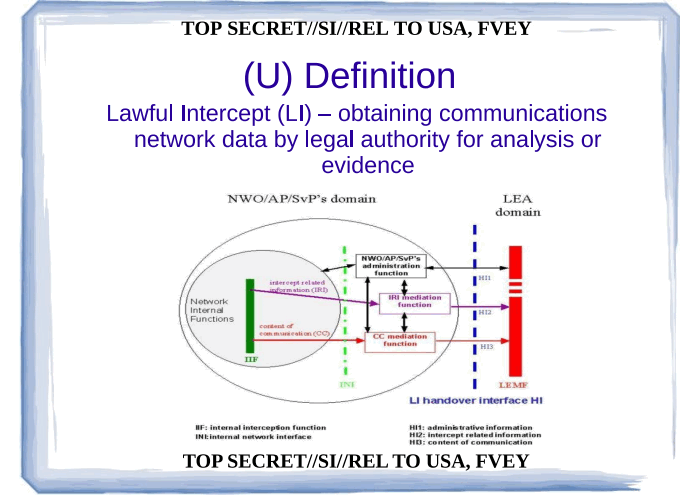 TOP SECRET//SI//REL TO USA, FVEY
(U) Definition
Lawful Intercept (LI) – obtaining communications
network data by legal authority for analysis or
evidence
NWO/AP/SvP's domain
LEA
domain
NWO/AP/SvP's
administration
function
intercept related
information (IRI)
HI1
Network
Internal
Functions
IRI mediation
function
HI2
content of
communication (CC)
CC mediation
function
HI3
IIF
INI
LEMF
LI handover interface HI
IIF: internal interception function
INI:internal network interface
HI1: administrative information
HI2: intercept related information
HI3: content of communication
TOP SECRET//SI//REL TO USA, FVEY